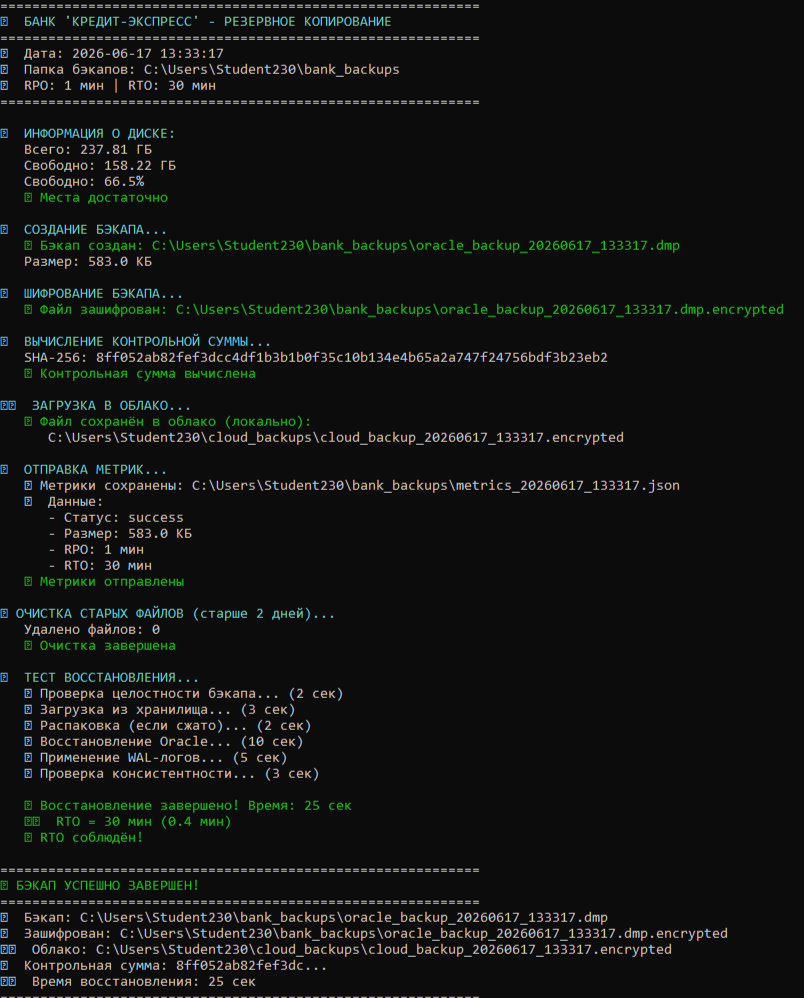 ============================================================
БАНК 'КРЕДИТ-ЭКСПРЕСС' - РЕЗЕРВНОЕ КОПИРОВАНИЕ
============================================================
Дата: 2026-06-17 13:33:17
Папка бэкапов: C:\Users\Student230\bank_backups
RPO: 1 мин | RTO: 30 мин
============================================================
ИНФОРМАЦИЯ О ДИСКЕ:
Всего: 237.81 ГБ
Свободно: 158.22 ГБ
Свободно: 66.5%
Места достаточно
СОЗДАНИЕ БЭКАПА...
Бэкап создан: C:\Users\Student230\bank_backups\oracle_backup_20260617_133317.dmp
Размер: 583.0 КБ
ШИФРОВАНИЕ БЭКАПА...
Файл зашифрован: C:\Users\Student230\bank_backups\oracle_backup_20260617_133317.dmp.encrypted
ВЫЧИСЛЕНИЕ КОНТРОЛЬНОЙ СУММЫ...
SHA-256: 8ff052ab82fef3dcc4df1b3b1b0f35c10b134e4b65a2a747f24756bdf3b23eb2
Контрольная сумма вычислена
ЗАГРУЗКА В ОБЛАКО...
Файл сохранён в облако (локально):
C:\Users\Student230\cloud_backups\cloud_backup_20260617_133317.encrypted
ОТПРАВКА МЕТРИК...
Метрики сохранены: C:\Users\Student230\bank_backups\metrics_20260617_133317.json
Данные:
- Статус: success
- Размер: 583.0 КБ
- RPO: 1 мин
- RTO: 30 мин
Метрики отправлены
ОЧИСТКА СТАРЫХ ФАЙЛОВ (старше 2 дней)...
Удалено файлов: 0
Очистка завершена
ТЕСТ ВОССТАНОВЛЕНИЯ...
Проверка целостности бэкапа... (2 сек)
Загрузка из хранилища... (3 сек)
Распаковка (если сжато)... (2 сек)
Восстановление Oracle... (10 сек)
Применение WAL-логов... (5 сек)
Проверка консистентности... (3 сек)
Восстановление завершено! Время: 25 сек
RTO = 30 мин (0.4 мин)
RTO соблюдён!
============================================================
БЭКАП УСПЕШНО ЗАВЕРШЕН!
============================================================
Бэкап: C:\Users\Student230\bank_backups\oracle_backup_20260617_133317.dmp
Зашифрован: C:\Users\Student230\bank_backups\oracle_backup_20260617_133317.dmp.encrypted
Облако: C:\Users\Student230\cloud_backups\cloud_backup_20260617_133317.encrypted
Контрольная сумма: 8ff052ab82fef3dc...
Время восстановления: 25 сек
============================================================